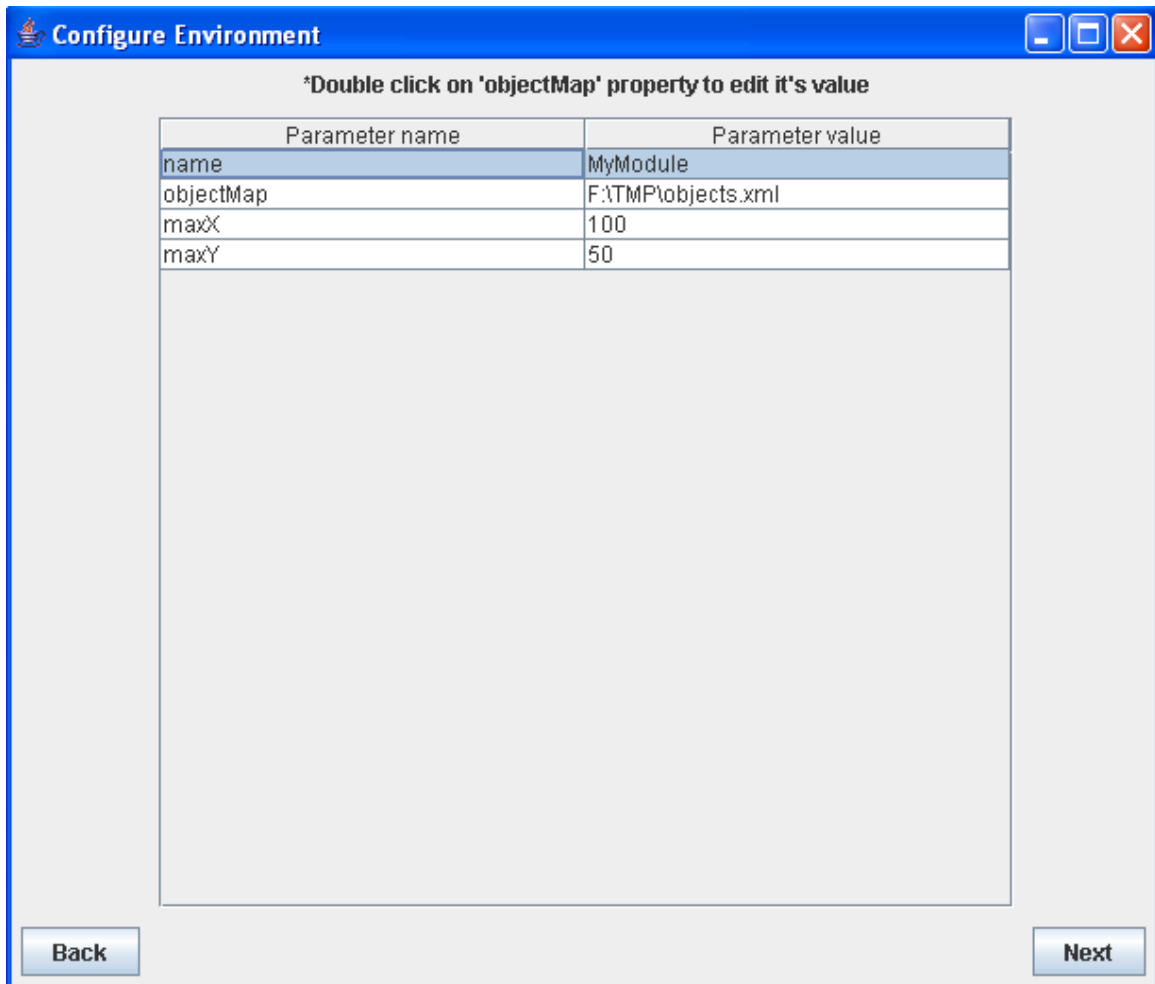 Configure Environment
*Double click on 'objectMap' property to edit it's value
Parameter name Parameter value
name MyModule
objectMap F:\TMP\objects.xml
maxX 100
maxY 50
Back Next